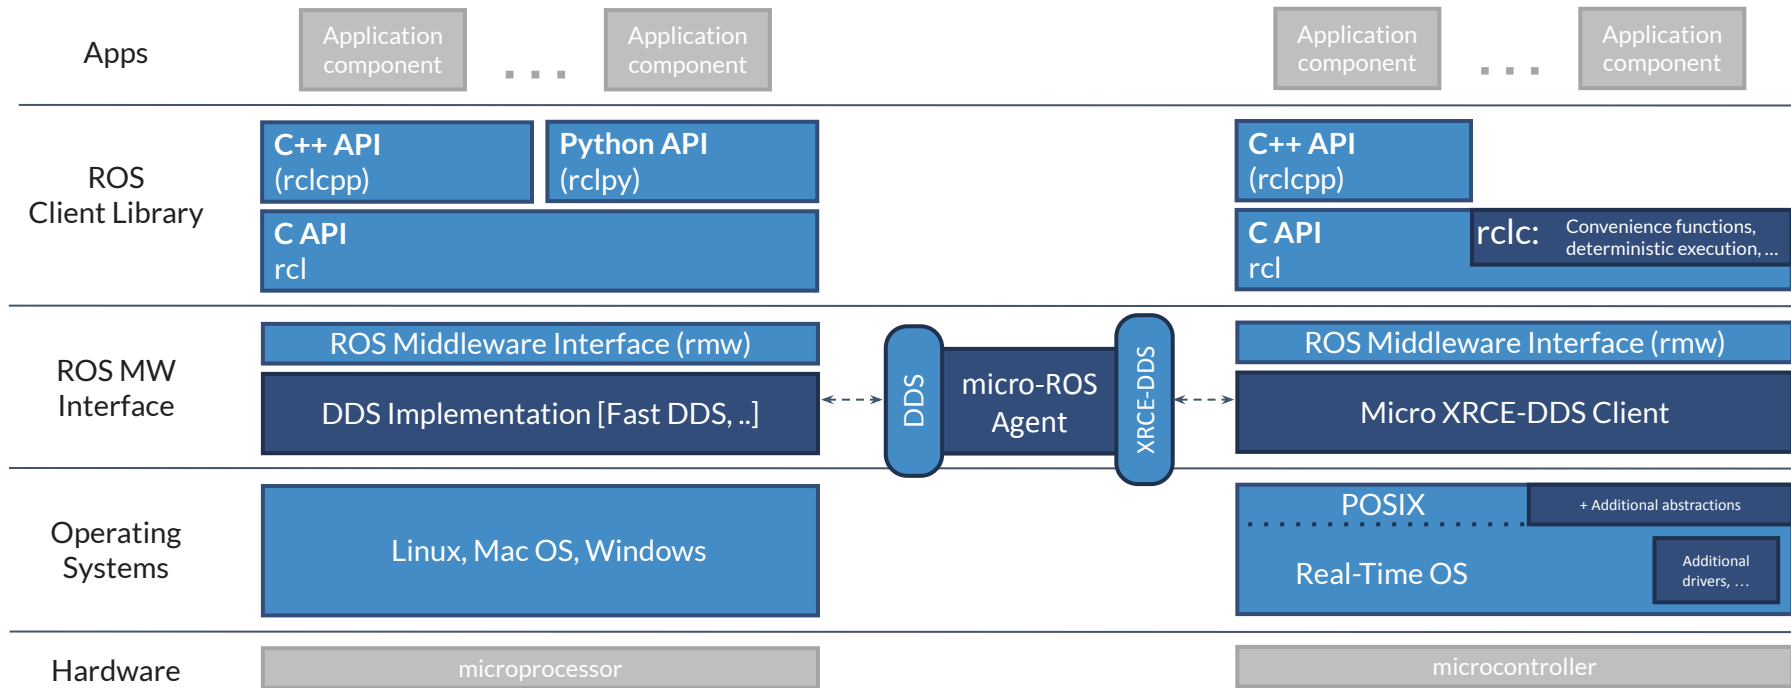 Apps
Application
component
...
Application
component
Application
component
...
Application
component
ROS
Client Library
C++ API
(rclcpp)
Python API
(rclpy)
C API
rcl
C++ API
(rclcpp)
C API
rcl
rclc:
Convenience functions,
deterministic execution, ...
ROS MW
Interface
ROS Middleware Interface (rmw)
DDS Implementation [Fast DDS, ..]
DDS
micro-ROS
Agent
XRCE-DDS
ROS Middleware Interface (rmw)
Micro XRCE-DDS Client
Operating
Systems
Linux, Mac OS, Windows
POSIX
+ Additional abstractions
Real-Time OS
Additional
drivers, ...
Hardware
microprocessor
microcontroller